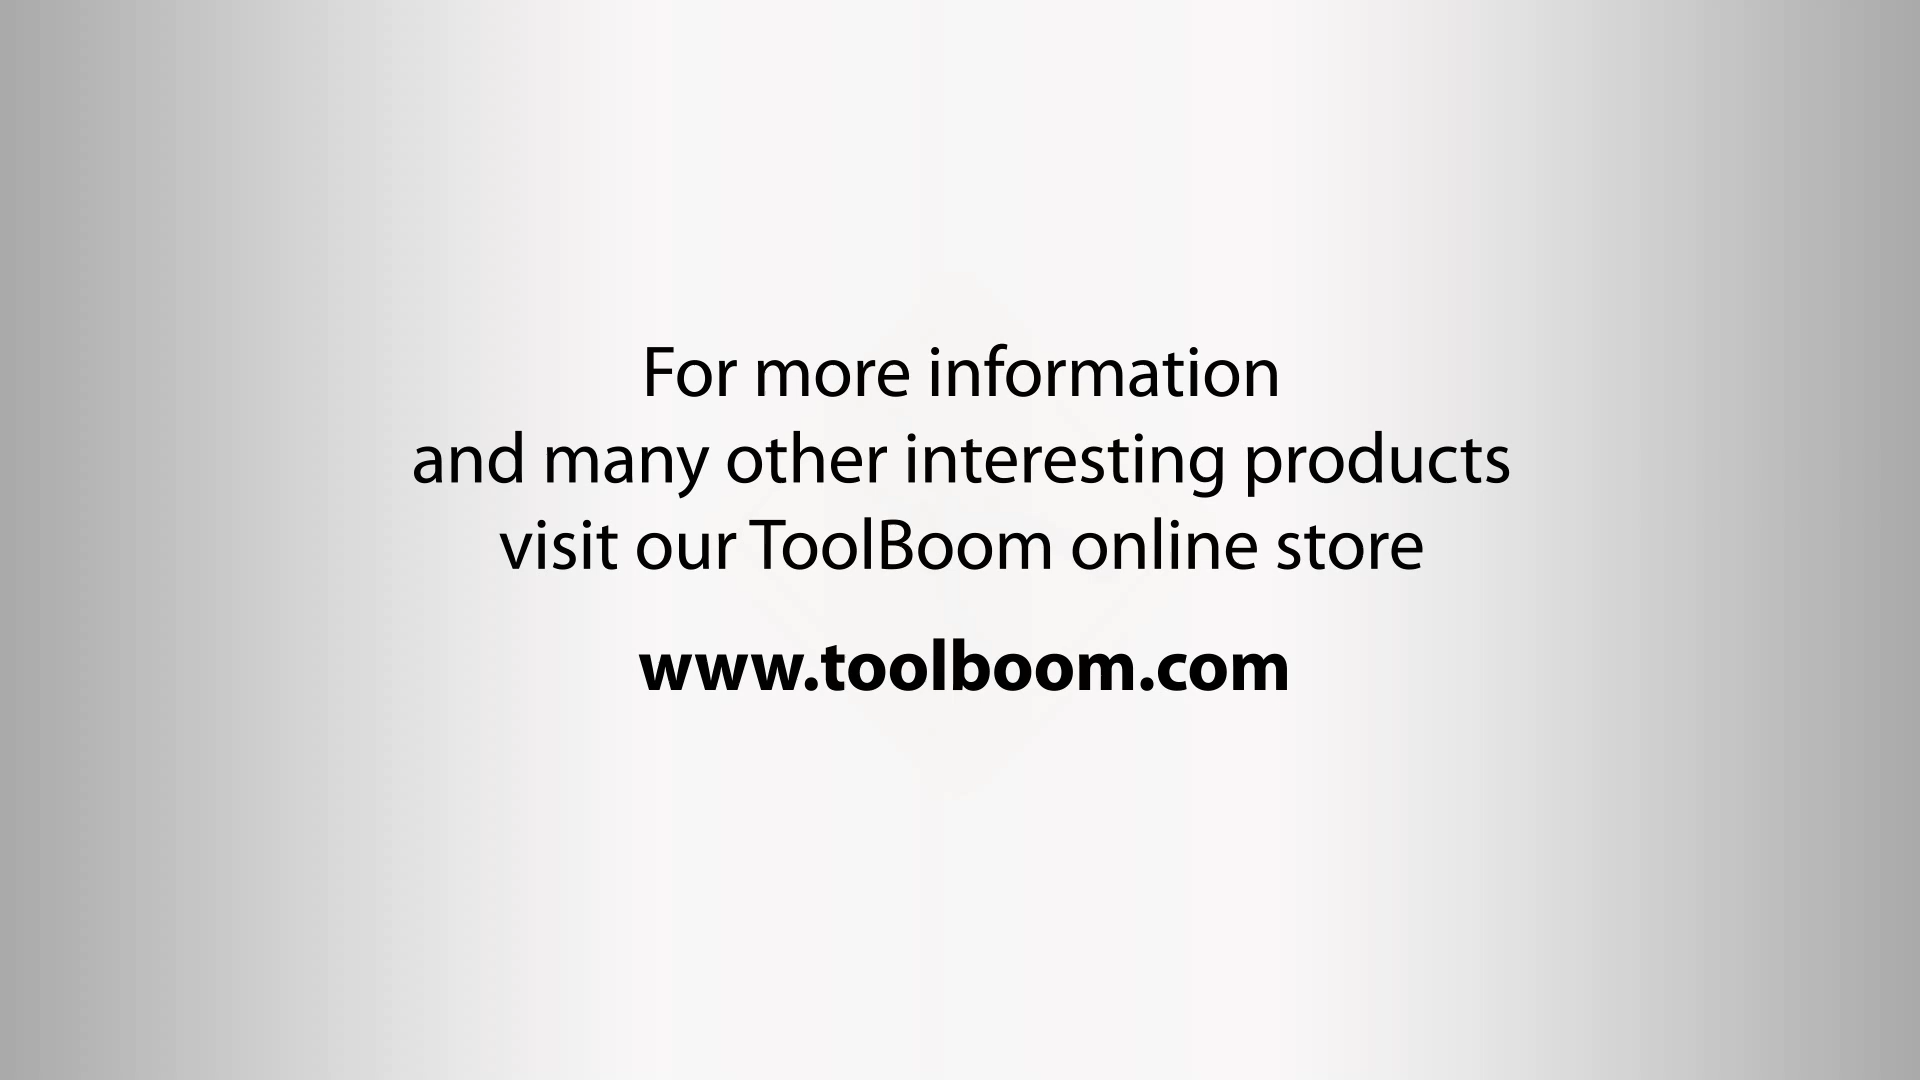 For more information
and many other interesting products
visit our ToolBoom online store
www.toolboom.com